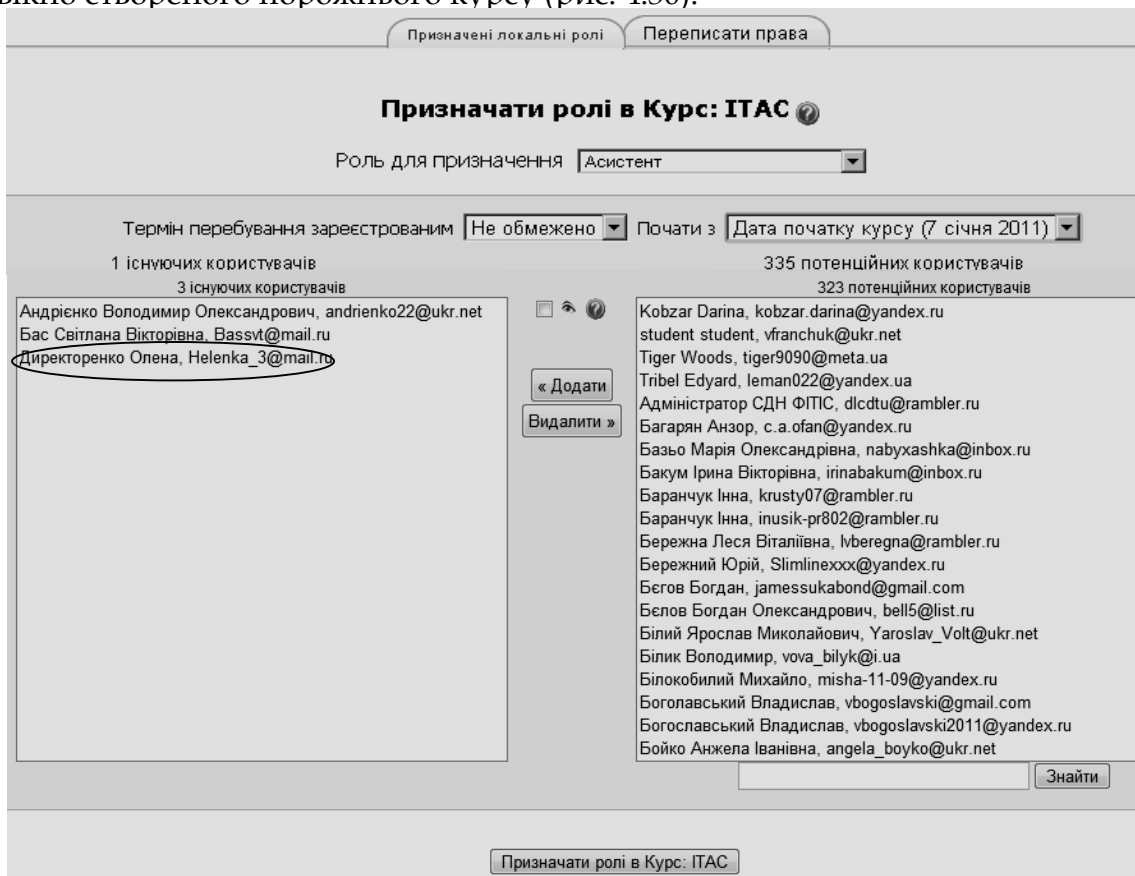 вікно створеного порожнього курсу (рис. 4.30).
Призначені локальні ролі Переписати права
Призначати ролі в Курс: ІТАС
Роль для призначення Асистент
Термін перебування зареєстрованим Не обмежено Почати з Дата початку курсу (7 січня 2011)
1 існуючих користувачів 335 потенційних користувачів
3 існуючих користувачів 323 потенційних користувачів
Андрієнко Володимир Олександрович, andrienko22@ukr.net
Бас Світлана Вікторівна, Bassvt@mail.ru
Директоренко Олена, Helenka_3@mail.ru
« Додати
Видалити »
Kobzar Darina, kobzar.darina@yandex.ru
student student, vfranchuk@ukr.net
Tiger Woods, tiger9090@meta.ua
Tribel Edyard, leman022@yandex.ua
Адміністратор СДН ФІТІС, dlcdtu@rambler.ru
Багарян Анзор, c.a.ofan@yandex.ru
Базьо Марія Олександрівна, nabyxashka@inbox.ru
Бакум Ірина Вікторівна, irinabakum@inbox.ru
Баранчук Інна, krusty07@rambler.ru
Баранчук Інна, inusik-pr802@rambler.ru
Бережна Леся Віталіївна, lvberegna@rambler.ru
Бережний Юрій, Slimlinexxx@yandex.ru
Бєгов Богдан, jamessukabond@gmail.com
Бєлов Богдан Олександрович, bell5@list.ru
Білий Ярослав Миколайович, Yaroslav_Volt@ukr.net
Білик Володимир, vova_bilyk@i.ua
Білокобилий Михайло, misha-11-09@yandex.ru
Боголавський Владислав, vbogoslavski@gmail.com
Богославський Владислав, vbogoslavski2011@yandex.ru
Бойко Анжела Іванівна, angela_boyko@ukr.net
Знайти
Призначати ролі в Курс: ІТАС